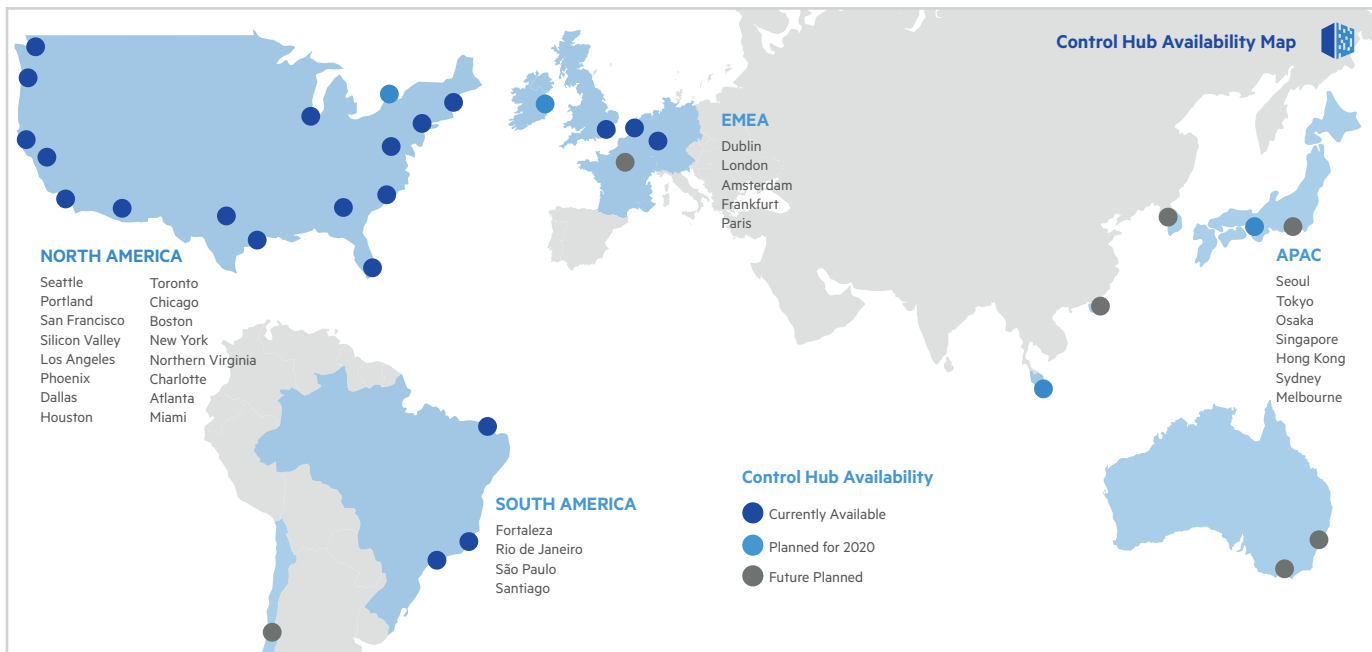 Control Hub Availability Map
EMEA
Dublin
London
Amsterdam
Frankfurt
Paris
NORTH AMERICA
Seattle
Portland
San Francisco
Silicon Valley
Los Angeles
Phoenix
Dallas
Houston
Toronto
Chicago
Boston
New York
Northern Virginia
Charlotte
Atlanta
Miami
APAC
Seoul
Tokyo
Osaka
Singapore
Hong Kong
Sydney
Melbourne
SOUTH AMERICA
Fortaleza
Rio de Janeiro
São Paulo
Santiago
Control Hub Availability
Currently Available
Planned for 2020
Future Planned